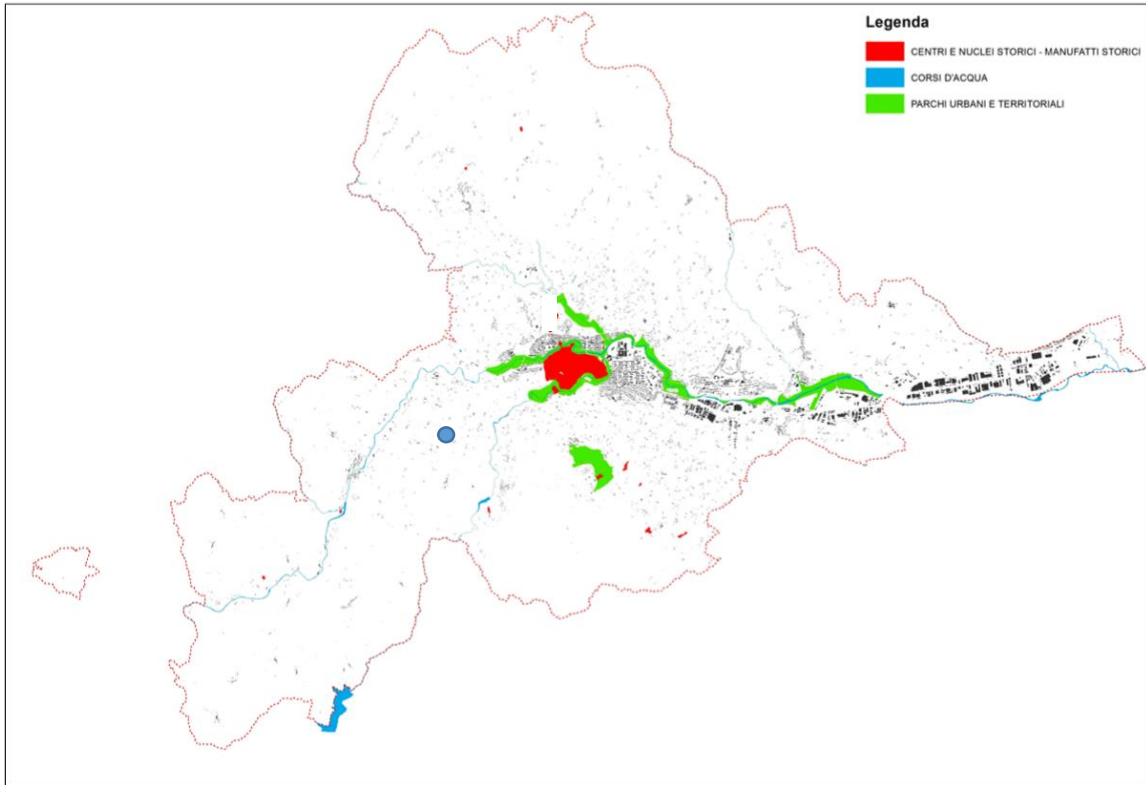 Legenda
CENTRI E NUCLEI STORICI - MANUFATTI STORICI
CORSI D'ACQUA
PARCHI URBANI E TERRITORIALI